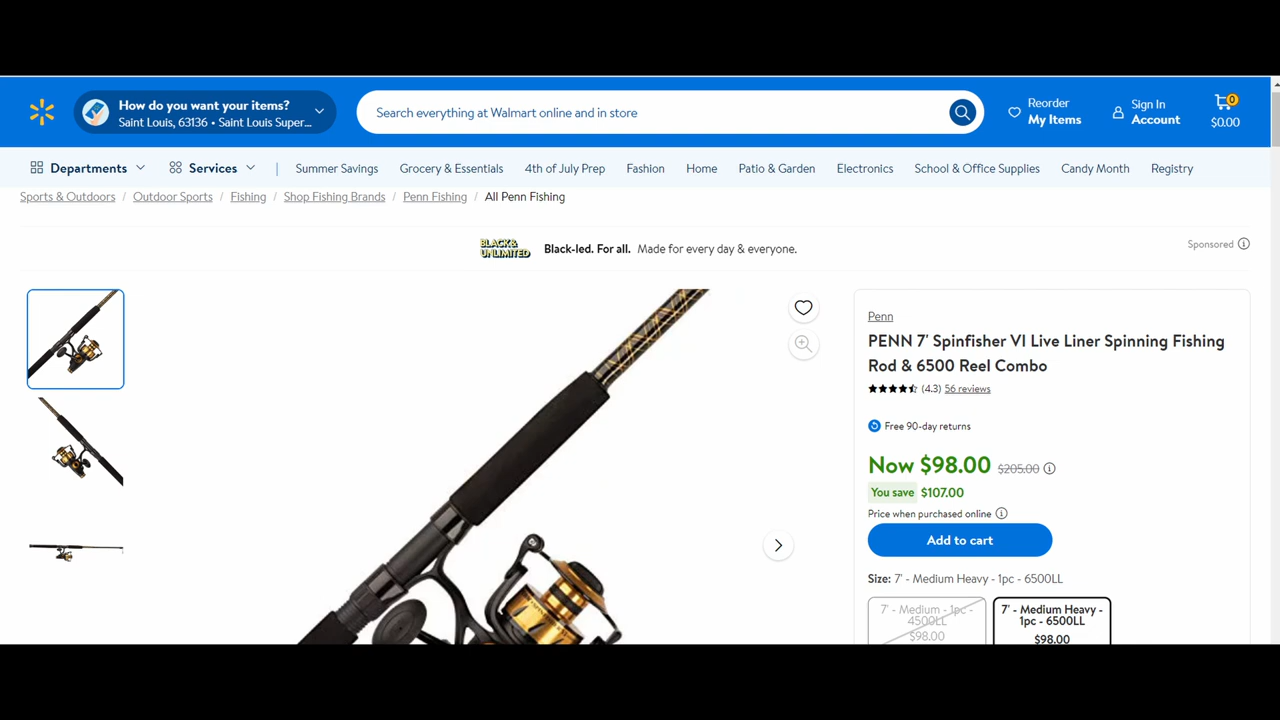 How do you want your items?
Saint Louis, 63136 • Saint Louis Super...
Search everything at Walmart online and in store
Reorder
My Items
Sign In
Account
0
$0.00
Departments
Services
Summer Savings
Grocery & Essentials
4th of July Prep
Fashion
Home
Patio & Garden
Electronics
School & Office Supplies
Candy Month
Registry
Sports & Outdoors / Outdoor Sports / Fishing / Shop Fishing Brands / Penn Fishing / All Penn Fishing
BLACK&
UNLIMITED
Black-led. For all. Made for every day & everyone.
Sponsored
Penn
PENN 7' Spinfisher VI Live Liner Spinning Fishing
Rod & 6500 Reel Combo
(4.3) 56 reviews
Free 90-day returns
Now $98.00 $205.00
You save $107.00
Price when purchased online
Add to cart
Size: 7' - Medium Heavy - 1pc - 6500LL
7' - Medium - 1pc -
4500LL
$98.00
7' - Medium Heavy -
1pc - 6500LL
$98.00